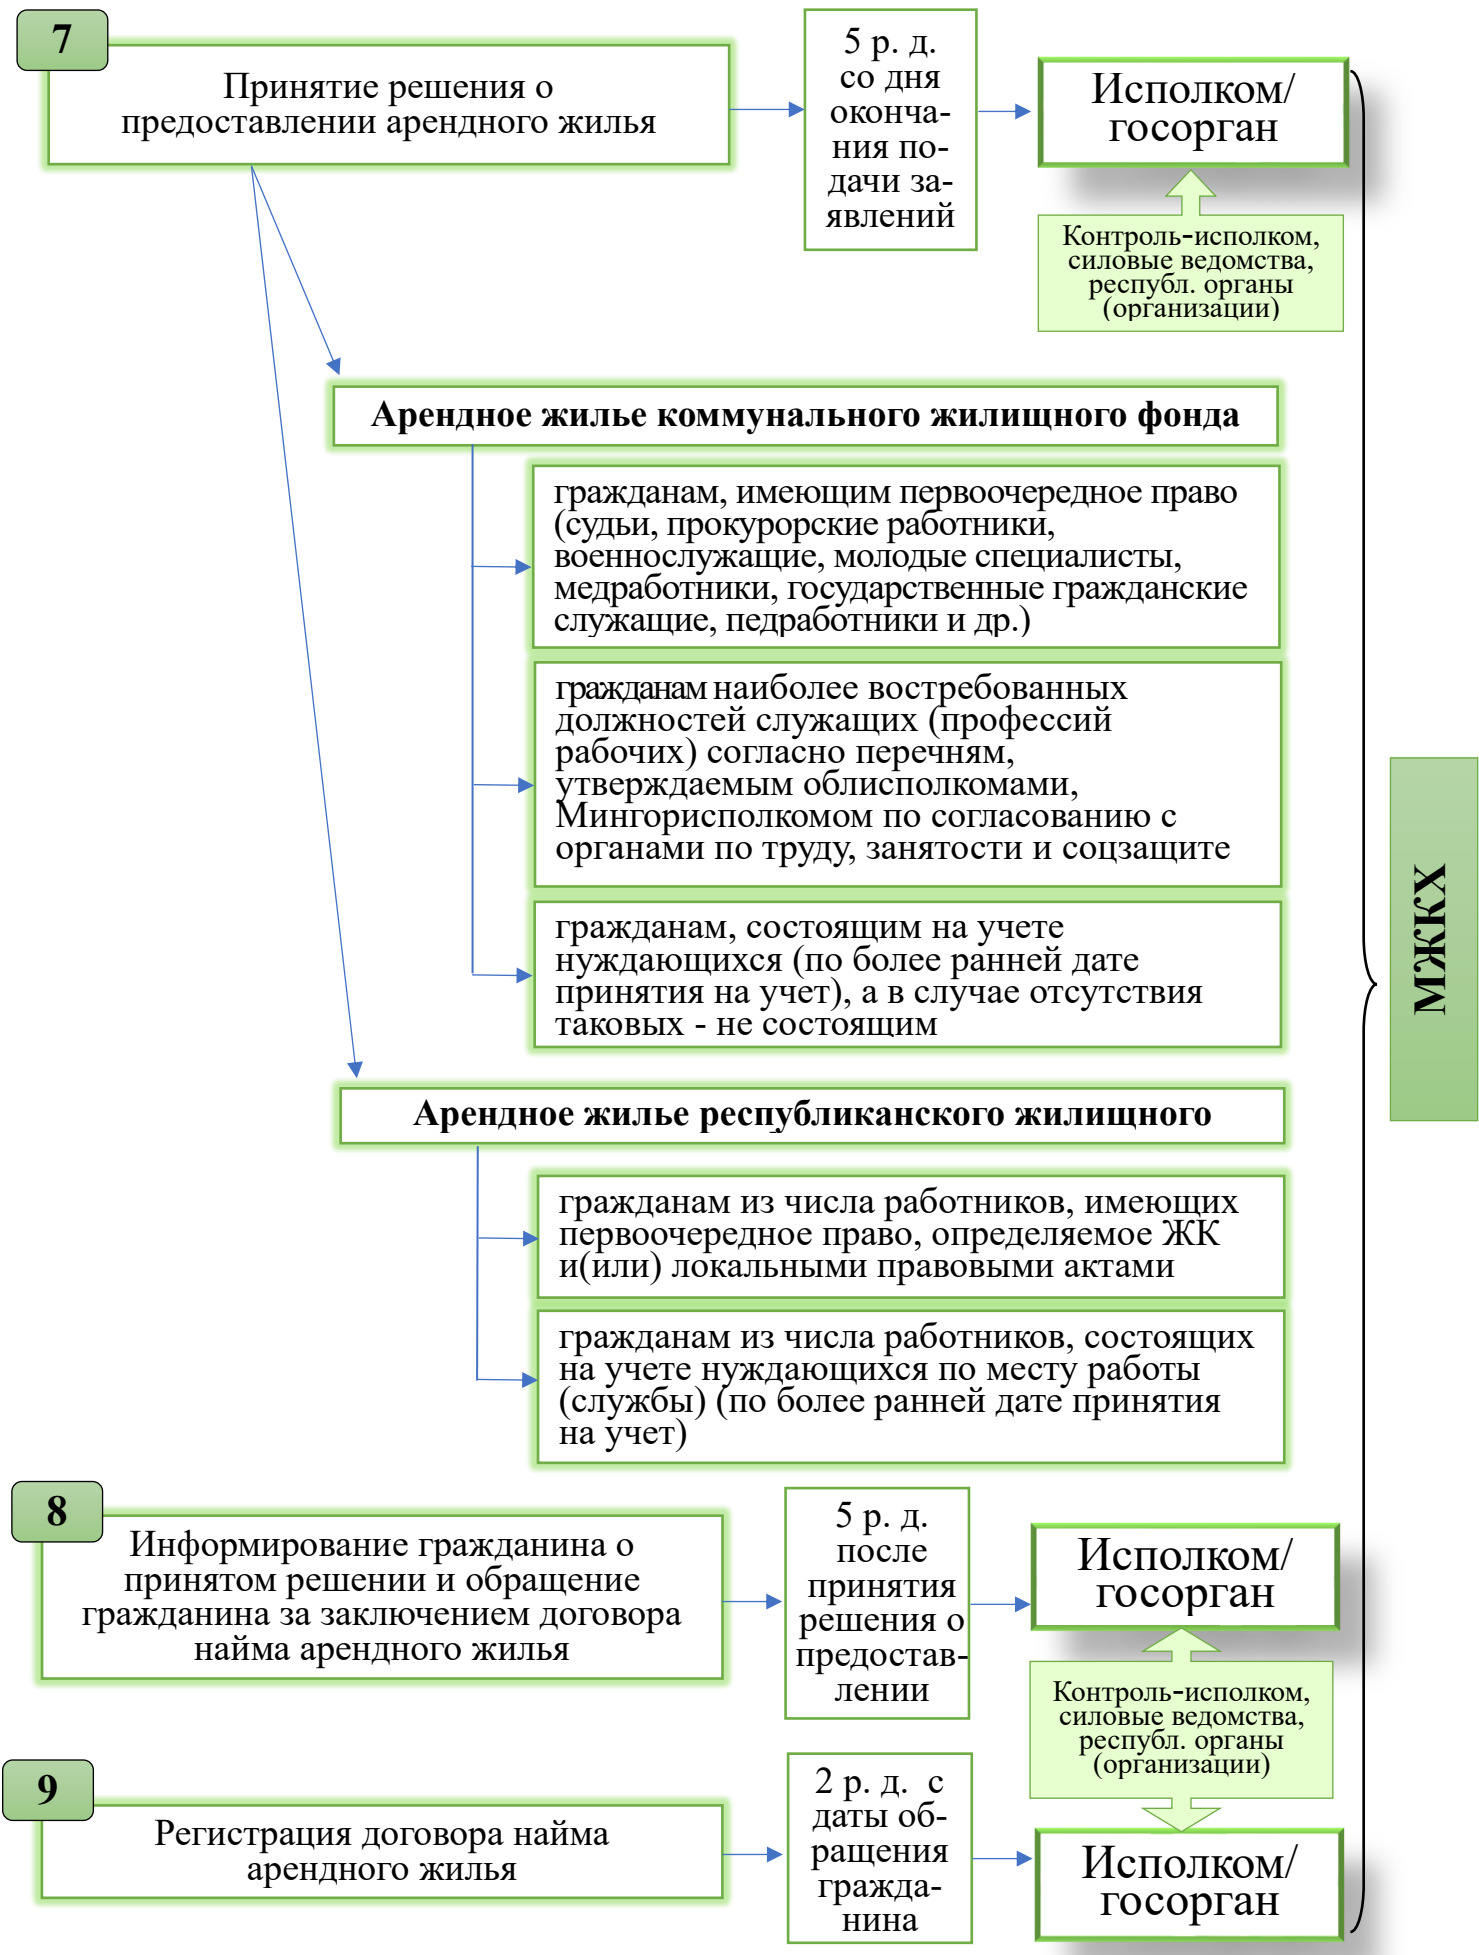 7
Принятие решения о
предоставлении арендного жилья
5 р. д.
со дня
оконча-
ния по-
дачи за-
явлений
Исполком/
госорган
Контроль-исполком,
силовые ведомства,
республ. органы
(организации)
Арендное жилье коммунального жилищного фонда
гражданам, имеющим первоочередное право
(судьи, прокурорские работники,
военнослужащие, молодые специалисты,
медработники, государственные гражданские
служащие, педработники и др.)
гражданам наиболее востребованных
должностей служащих (профессий
рабочих) согласно перечням,
утверждаемым облисполкомами,
Мингорисполкомом по согласованию с
органами по труду, занятости и соцзащите
гражданам, состоящим на учете
нуждающихся (по более ранней дате
принятия на учет), а в случае отсутствия
таковых - не состоящим
МЖКХ
Арендное жилье республиканского жилищного
гражданам из числа работников, имеющих
первоочередное право, определяемое ЖК
и(или) локальными правовыми актами
гражданам из числа работников, состоящих
на учете нуждающихся по месту работы
(службы) (по более ранней дате принятия
на учет)
8
Информирование гражданина о
принятом решении и обращение
гражданина за заключением договора
найма арендного жилья
5 р. д.
после
принятия
решения о
предостав-
лении
Исполком/
госорган
Контроль-исполком,
силовые ведомства,
республ. органы
(организации)
9
Регистрация договора найма
арендного жилья
2 р. д. с
даты об-
ращения
гражда-
нина
Исполком/
госорган